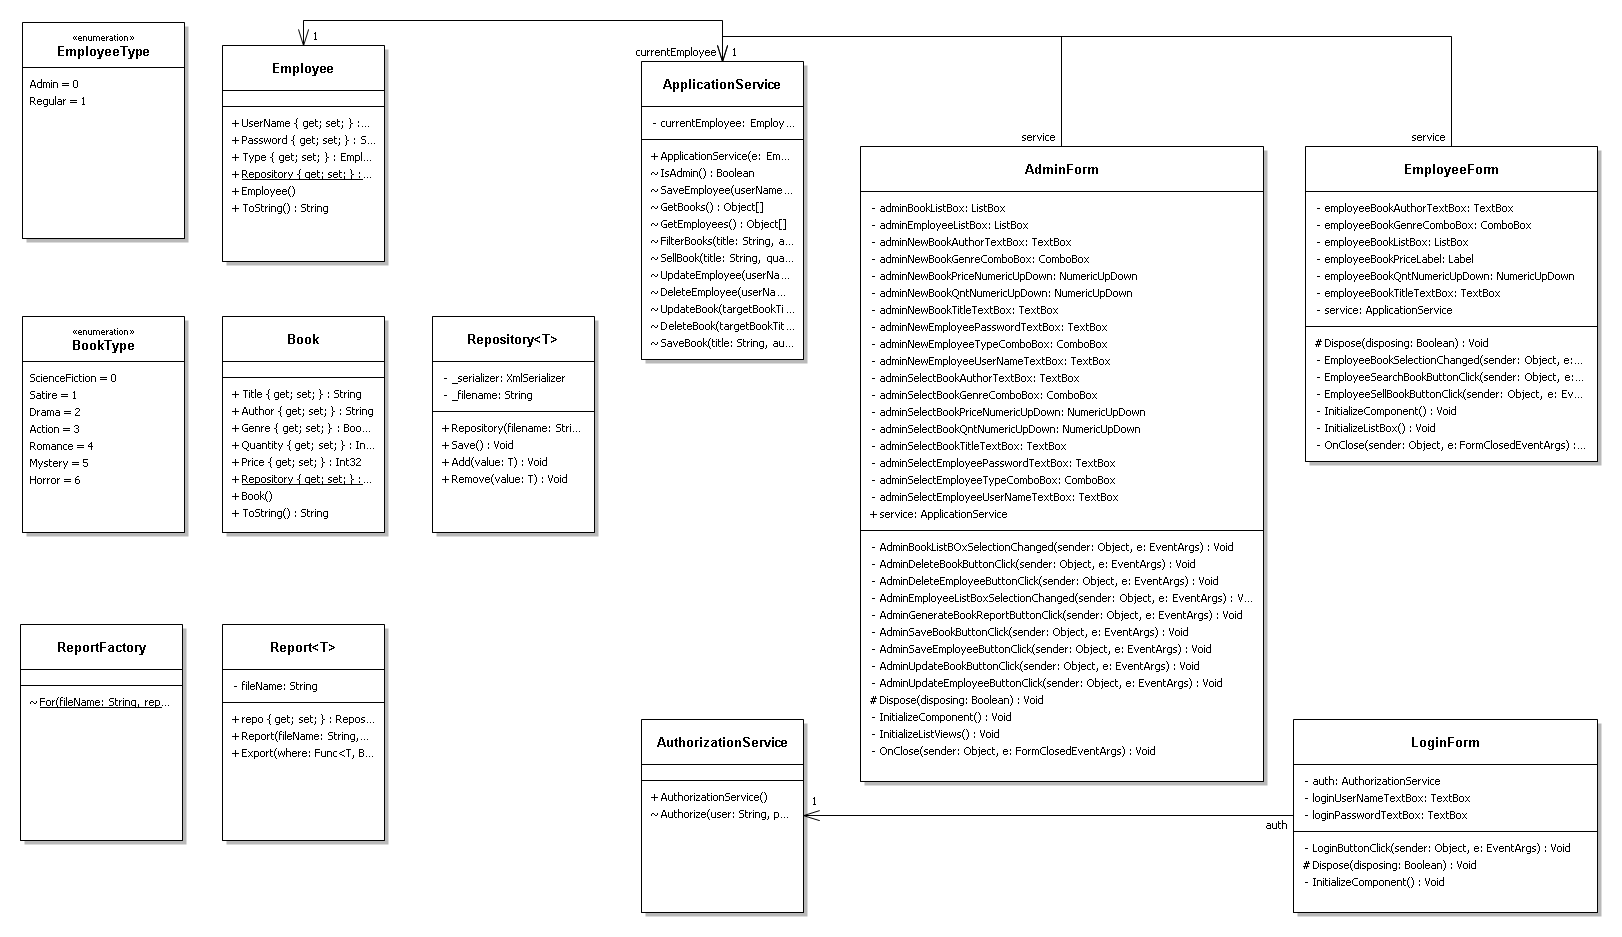 «enumeration»
EmployeeType
Admin = 0
Regular = 1
1
Employee
+ UserName { get; set; } :...
+ Password { get; set; } : S...
+ Type { get; set; } : Empl...
+ Repository { get; set; } : ...
+ Employee()
+ ToString() : String
currentEmployee
1
ApplicationService
- currentEmployee: Employ...
+ ApplicationService(e: Em...
~ IsAdmin() : Boolean
~ SaveEmployee(userName...
~ GetBooks() : Object[]
~ GetEmployees() : Object[]
~ FilterBooks(title: String, a...
~ SellBook(title: String, qua...
~ UpdateEmployee(userNa...
~ DeleteEmployee(userNa...
~ UpdateBook(targetBookTi...
~ DeleteBook(targetBookTit...
~ SaveBook(title: String, au...
service
AdminForm
- adminBookListBox: ListBox
- adminEmployeeListBox: ListBox
- adminNewBookAuthorTextBox: TextBox
- adminNewBookGenreComboBox: ComboBox
- adminNewBookPriceNumericUpDown: NumericUpDown
- adminNewBookQntNumericUpDown: NumericUpDown
- adminNewBookTitleTextBox: TextBox
- adminNewEmployeePasswordTextBox: TextBox
- adminNewEmployeeTypeComboBox: ComboBox
- adminNewEmployeeUserNameTextBox: TextBox
- adminSelectBookAuthorTextBox: TextBox
- adminSelectBookGenreComboBox: ComboBox
- adminSelectBookPriceNumericUpDown: NumericUpDown
- adminSelectBookQntNumericUpDown: NumericUpDown
- adminSelectBookTitleTextBox: TextBox
- adminSelectEmployeePasswordTextBox: TextBox
- adminSelectEmployeeTypeComboBox: ComboBox
- adminSelectEmployeeUserNameTextBox: TextBox
+ service: ApplicationService
- AdminBookListBOxSelectionChanged(sender: Object, e: EventArgs) : Void
- AdminDeleteBookButtonClick(sender: Object, e: EventArgs) : Void
- AdminDeleteEmployeeButtonClick(sender: Object, e: EventArgs) : Void
- AdminEmployeeListBoxSelectionChanged(sender: Object, e: EventArgs) : V...
- AdminGenerateBookReportButtonClick(sender: Object, e: EventArgs) : Void
- AdminSaveBookButtonClick(sender: Object, e: EventArgs) : Void
- AdminSaveEmployeeButtonClick(sender: Object, e: EventArgs) : Void
- AdminUpdateBookButtonClick(sender: Object, e: EventArgs) : Void
- AdminUpdateEmployeeButtonClick(sender: Object, e: EventArgs) : Void
# Dispose(disposing: Boolean) : Void
- InitializeComponent() : Void
- InitializeListViews() : Void
- OnClose(sender: Object, e: FormClosedEventArgs) : Void
service
EmployeeForm
- employeeBookAuthorTextBox: TextBox
- employeeBookGenreComboBox: ComboBox
- employeeBookListBox: ListBox
- employeeBookPriceLabel: Label
- employeeBookQntNumericUpDown: NumericUpDown
- employeeBookTitleTextBox: TextBox
- service: ApplicationService
# Dispose(disposing: Boolean) : Void
- EmployeeBookSelectionChanged(sender: Object, e:...
- EmployeeSearchBookButtonClick(sender: Object, e:...
- EmployeeSellBookButtonClick(sender: Object, e: Ev...
- InitializeComponent() : Void
- InitializeListBox() : Void
- OnClose(sender: Object, e: FormClosedEventArgs) : ...
«enumeration»
BookType
ScienceFiction = 0
Satire = 1
Drama = 2
Action = 3
Romance = 4
Mystery = 5
Horror = 6
Book
+ Title { get; set; } : String
+ Author { get; set; } : String
+ Genre { get; set; } : Boo...
+ Quantity { get; set; } : In...
+ Price { get; set; } : Int32
+ Repository { get; set; } : ...
+ Book()
+ ToString() : String
Repository<T>
- _serializer: XmlSerializer
- _filename: String
+ Repository(filename: Stri...
+ Save() : Void
+ Add(value: T) : Void
+ Remove(value: T) : Void
ReportFactory
~ For(fileName: String, rep...
Report<T>
- fileName: String
+ repo { get; set; } : Repos...
+ Report(fileName: String,...
+ Export(where: Func<T, B...
AuthorizationService
+ AuthorizationService()
~ Authorize(user: String, p...
1
auth
LoginForm
- auth: AuthorizationService
- loginUserNameTextBox: TextBox
- loginPasswordTextBox: TextBox
- LoginButtonClick(sender: Object, e: EventArgs) : Void
# Dispose(disposing: Boolean) : Void
- InitializeComponent() : Void